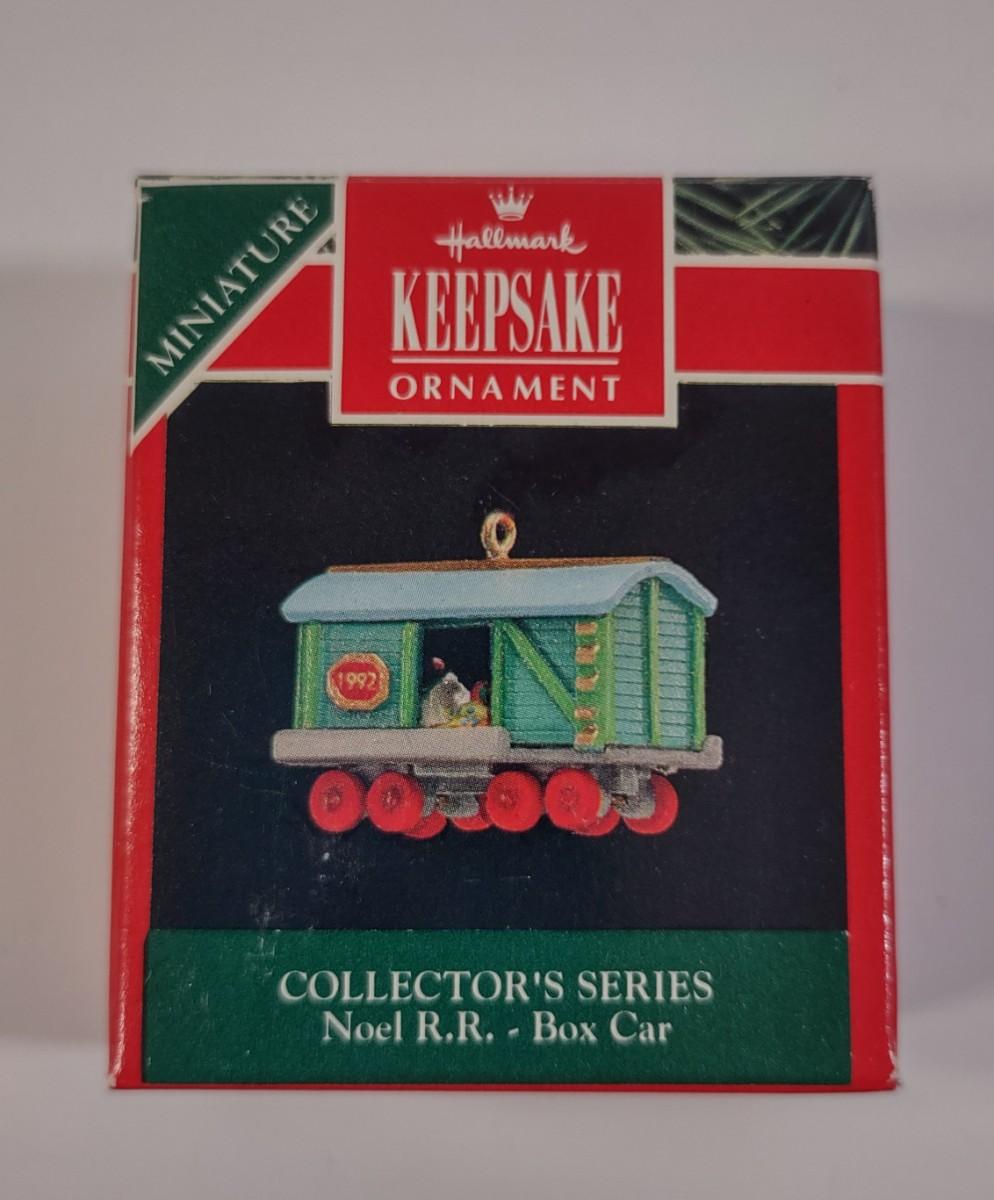 MINIATURE
Hallmark
KEEPSAKE
ORNAMENT
1992
COLLECTOR'S SERIES
Noel R.R. - Box Car